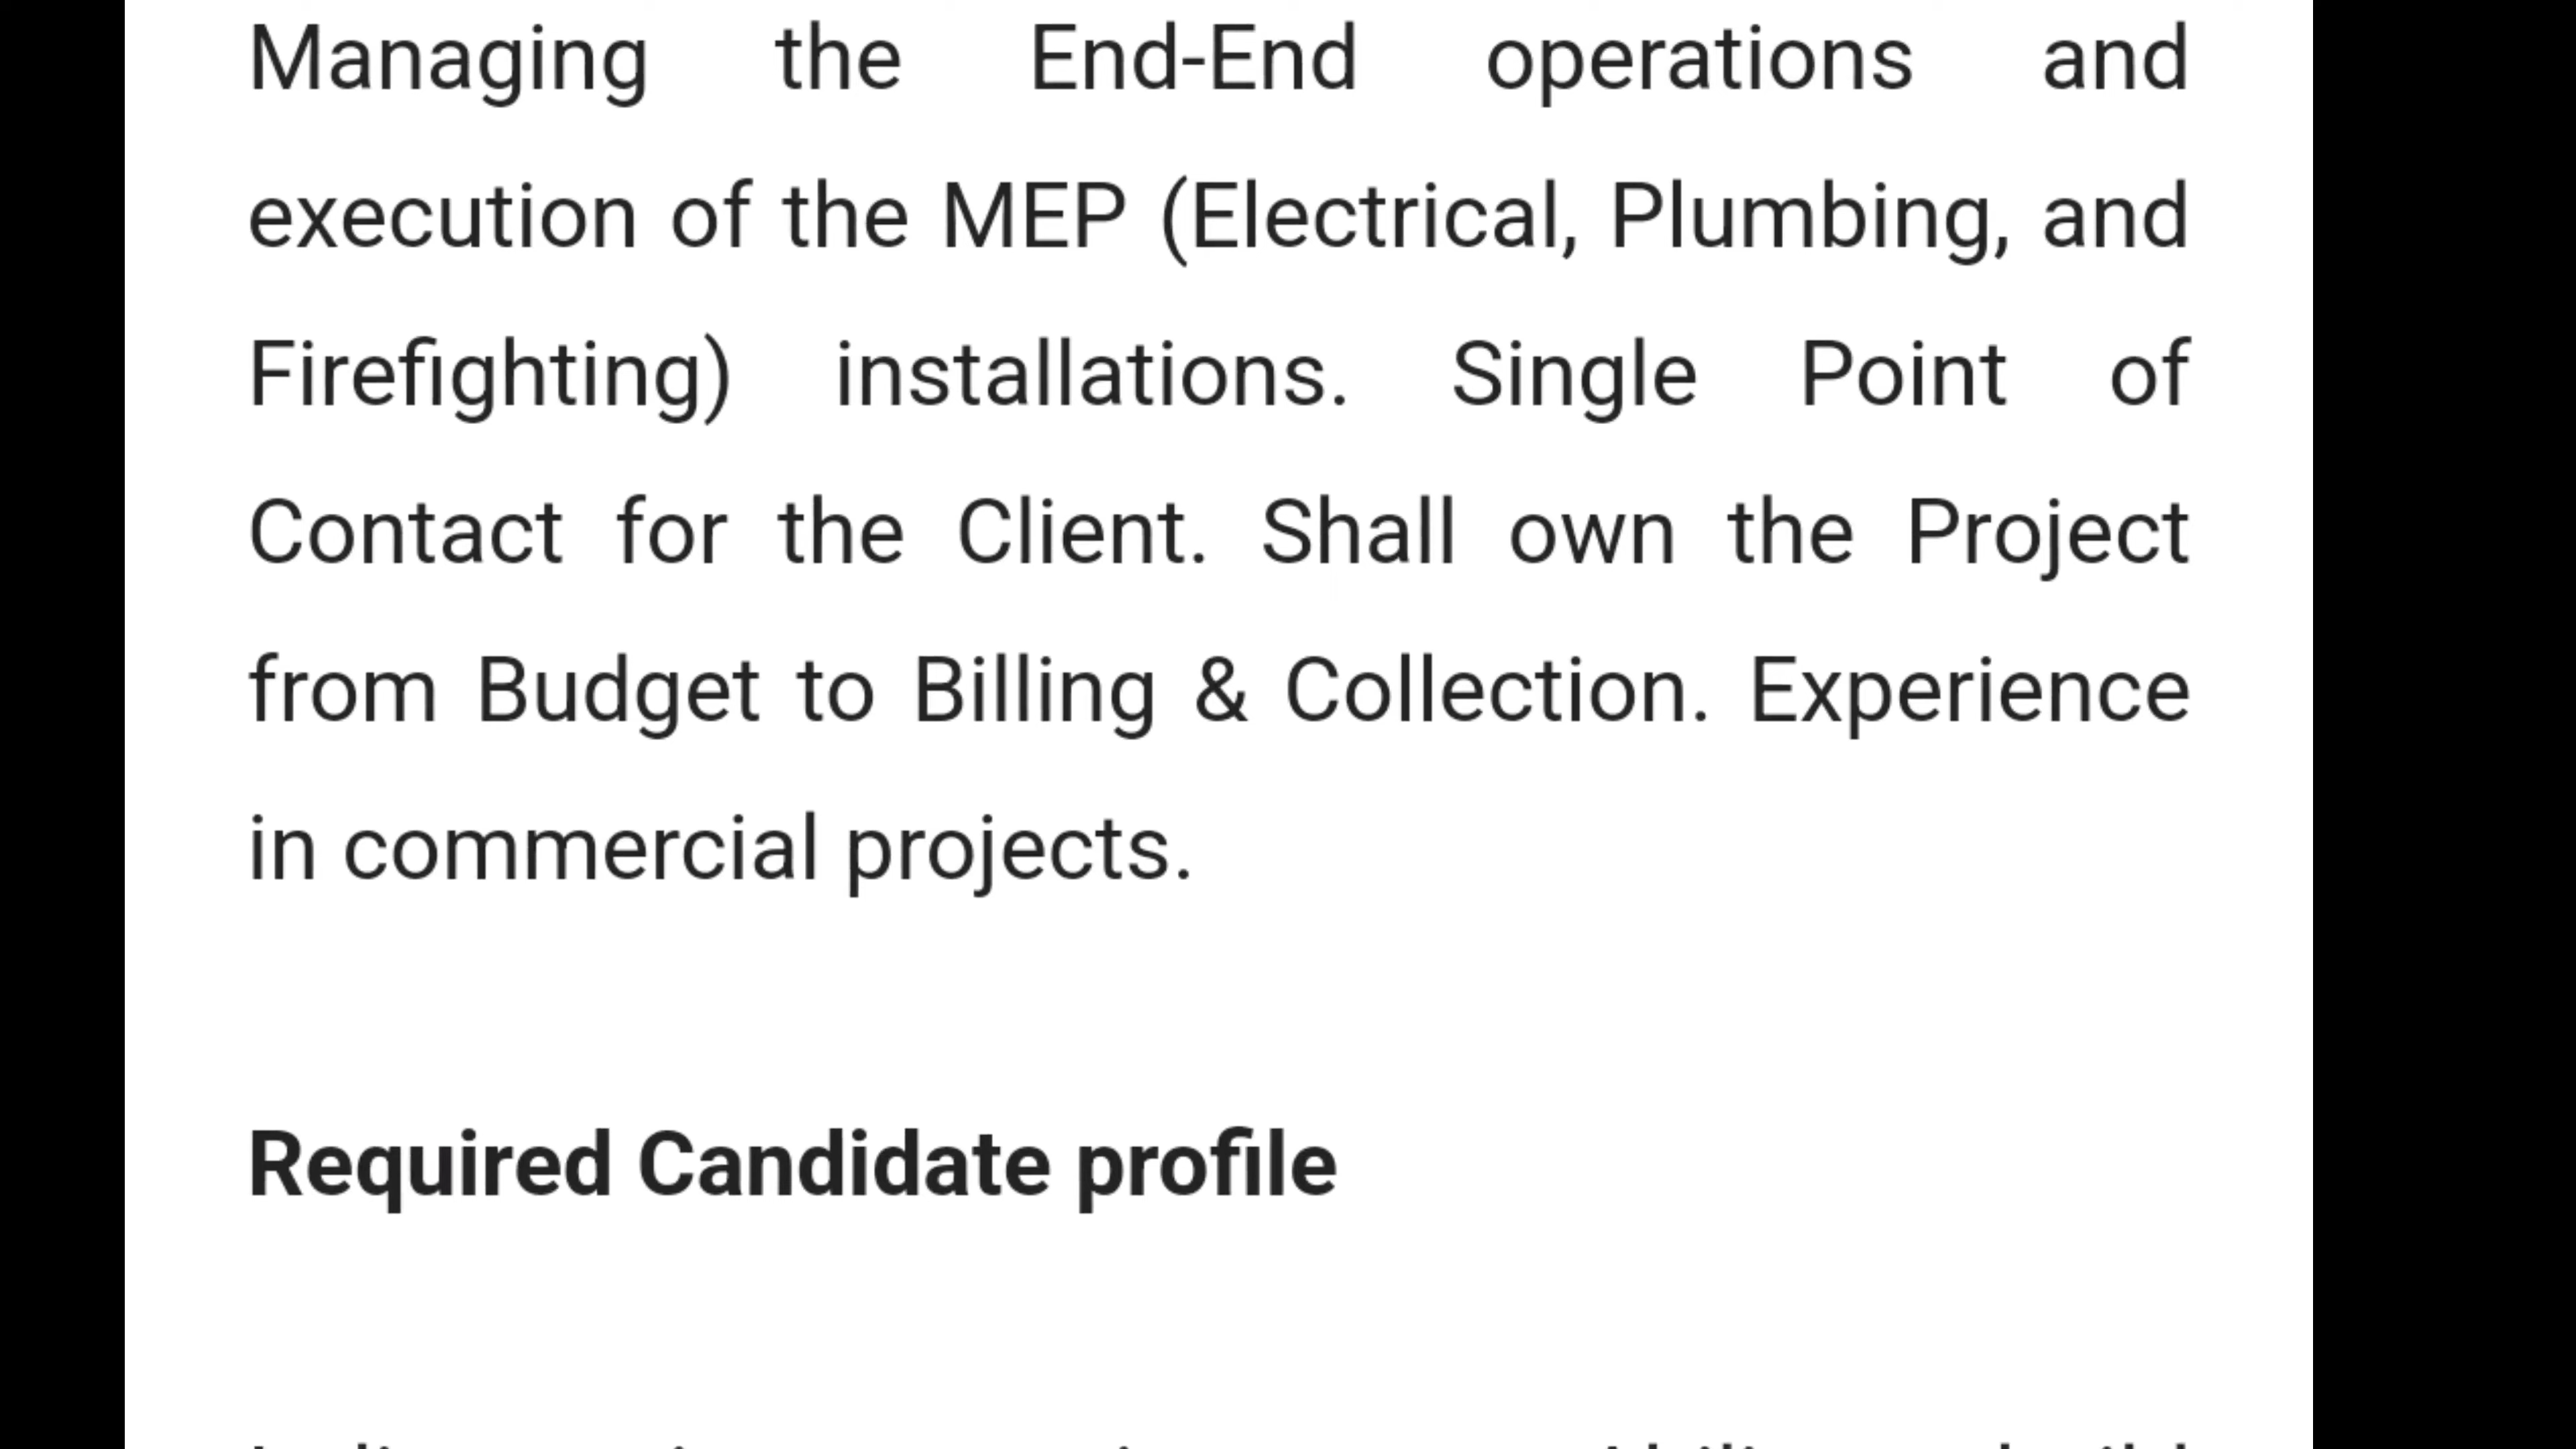 Managing the End-End operations and
execution of the MEP (Electrical, Plumbing, and
Firefighting) installations. Single Point of
Contact for the Client. Shall own the Project
from Budget to Billing & Collection. Experience
in commercial projects.
Required Candidate profile